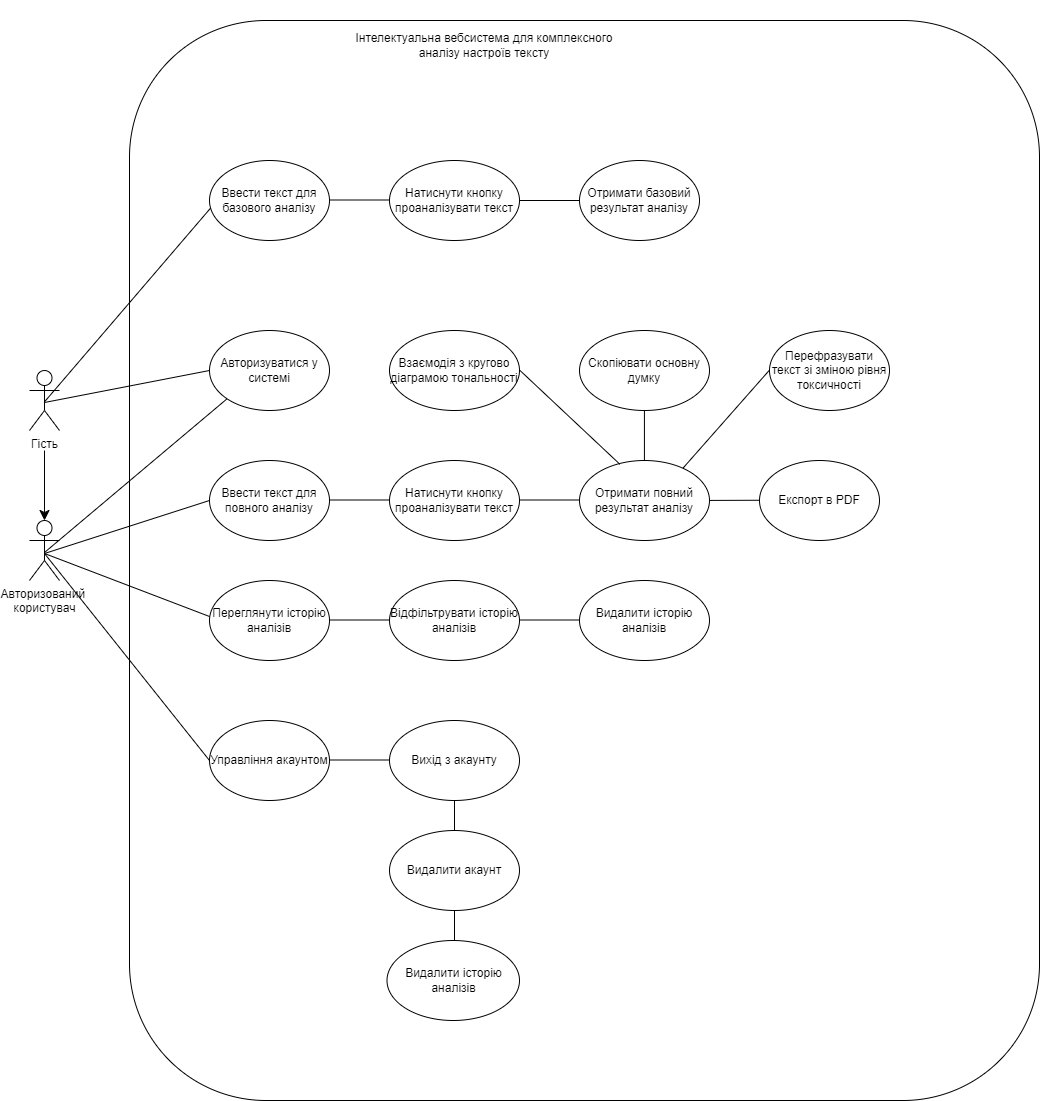 Інтелектуальна вебсистема для комплексного
аналізу настроїв тексту
Ввести текст для
базового аналізу
Натиснути кнопку
проаналізувати текст
Отримати базовий
результат аналізу
Авторизуватися у
системі
Взаємодія з кругово
діаграмою тональності
Скопіювати основну
думку
Перефразувати
текст зі зміною рівня
токсичності
Гість
Ввести текст для
повного аналізу
Натиснути кнопку
проаналізувати текст
Отримати повний
результат аналізу
Експорт в PDF
Авторизований
користувач
Переглянути історію
аналізів
Відфільтрувати історію
аналізів
Видалити історію
аналізів
Управління акаунтом
Вихід з акаунту
Видалити акаунт
Видалити історію
аналізів